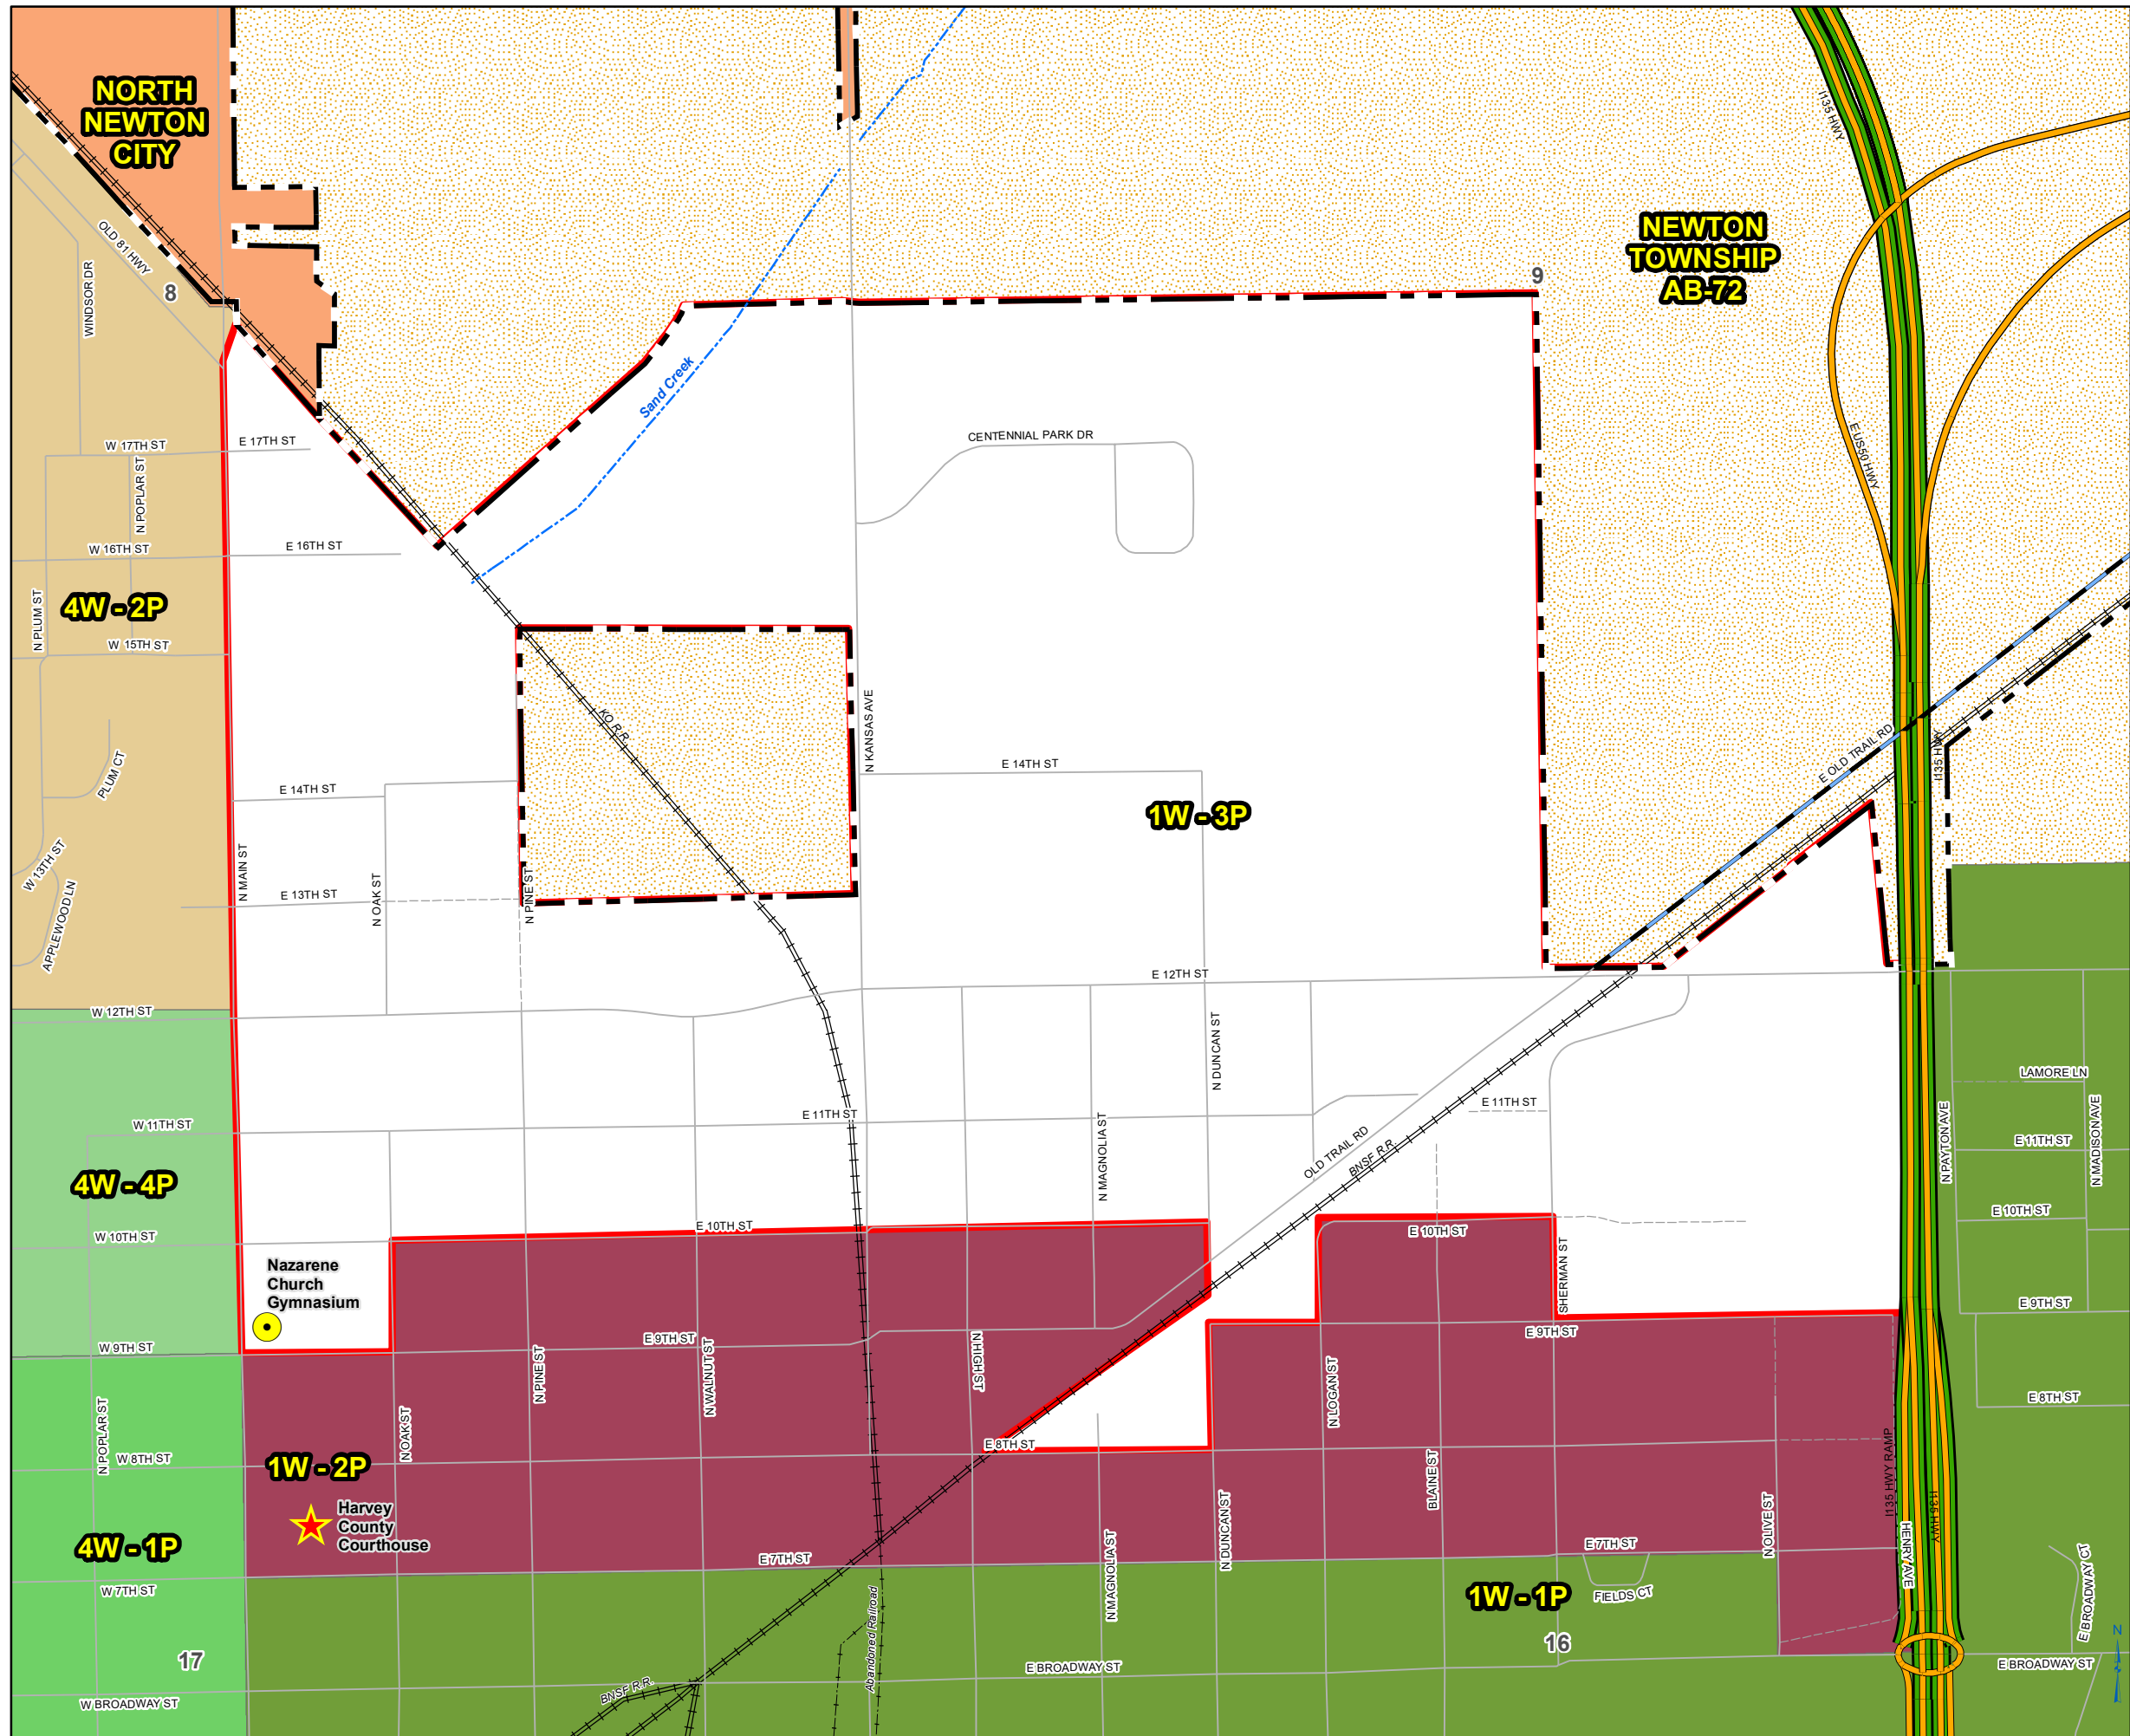 NORTH
NEWTON
CITY
I135 HWY
OLD 81 HWY
WINDSOR DR
8
NEWTON
TOWNSHIP
AB-72
9
Sand Creek
CENTENNIAL PARK DR
W 17TH ST
E 17TH ST
N POPLAR ST
E US50 HWY
W 16TH ST
E 16TH ST
N PLUM ST
4W - 2P
W 15TH ST
KO R.R
N KANSAS AVE
E OLD TRAIL RD
I135 HWY
PLUM CT
E 14TH ST
E 14TH ST
1W - 3P
W 13TH ST
N MAIN ST
E 13TH ST
N OAK ST
N PINE ST
APPLEWOOD LN
E 12TH ST
W 12TH ST
N DUNCAN ST
LAMORE LN
E 11TH ST
W 11TH ST
E 11TH ST
N MAGNOLIA ST
OLD TRAIL RD
BNSF R.R.
N PAYTON AVE
E 11TH ST
N MADISON AVE
4W - 4P
E 10TH ST
W 10TH ST
E 10TH ST
E 10TH ST
Nazarene
Church
Gymnasium
SHERMAN ST
E 9TH ST
W 9TH ST
E 9TH ST
E 9TH ST
N PINE ST
N WALNUT ST
N HIGH ST
N LOGAN ST
E 8TH ST
N POPLAR ST
N OAK ST
W 8TH ST
E 8TH ST
1W - 2P
BLAINE ST
I135 HWY RAMP
I135 HWY
Harvey
County
Courthouse
4W - 1P
E 7TH ST
N MAGNOLIA ST
N DUNCAN ST
E 7TH ST
N OLIVE ST
HENRY AVE
W 7TH ST
Abandoned Railroad
1W - 1P
FIELDS CT
E BROADWAY CT
17
16
N
BNSF R.R.
E BROADWAY ST
E BROADWAY ST
W BROADWAY ST